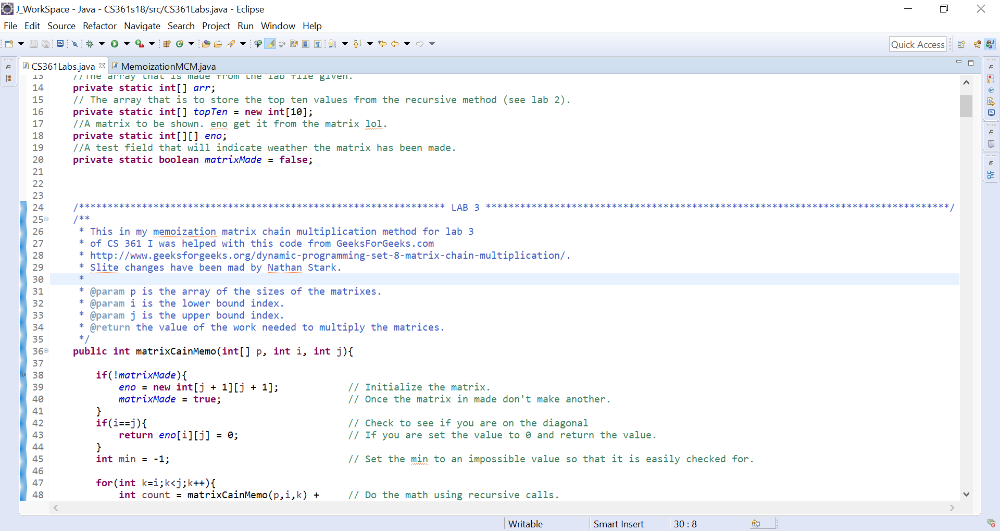 J_WorkSpace - Java - CS361s18/src/CS361Labs.java - Eclipse
File Edit Source Refactor Navigate Search Project Run Window Help
Quick Access
CS361Labs.java MemoizationMCM.java
13 //The array that is made from the lab file given.
14 private static int[] arr;
15 // The array that is to store the top ten values from the recursive method (see lab 2).
16 private static int[] topTen = new int[10];
17 //A matrix to be shown. eno get it from the matrix lol.
18 private static int[][] eno;
19 //A test field that will indicate weather the matrix has been made.
20 private static boolean matrixMade = false;
21
22
23
24 /**************************************************************** LAB 3 *********************************************************************************/
25 /**
26 * This in my memoization matrix chain multiplication method for lab 3
27 * of CS 361 I was helped with this code from GeeksForGeeks.com
28 * http://www.geeksforgeeks.org/dynamic-programming-set-8-matrix-chain-multiplication/.
29 * Slite changes have been mad by Nathan Stark.
30 *
31 * @param p is the array of the sizes of the matrixes.
32 * @param i is the lower bound index.
33 * @param j is the upper bound index.
34 * @return the value of the work needed to multiply the matrices.
35 */
36 public int matrixCainMemo(int[] p, int i, int j){
37
38 if(!matrixMade){
39 eno = new int[j + 1][j + 1]; // Initialize the matrix.
40 matrixMade = true; // Once the matrix in made don't make another.
41 }
42 if(i==j){ // Check to see if you are on the diagonal
43 return eno[i][j] = 0; // If you are set the value to 0 and return the value.
44 }
45 int min = -1; // Set the min to an impossible value so that it is easily checked for.
46
47 for(int k=i;k<j;k++){
48 int count = matrixCainMemo(p,i,k) + // Do the math using recursive calls.
Writable Smart Insert 30 : 8